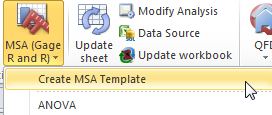 MSA (Gage R and R)
Update sheet
Modify Analysis
Data Source
Update workbook
QFD
Create MSA Template
ANOVA